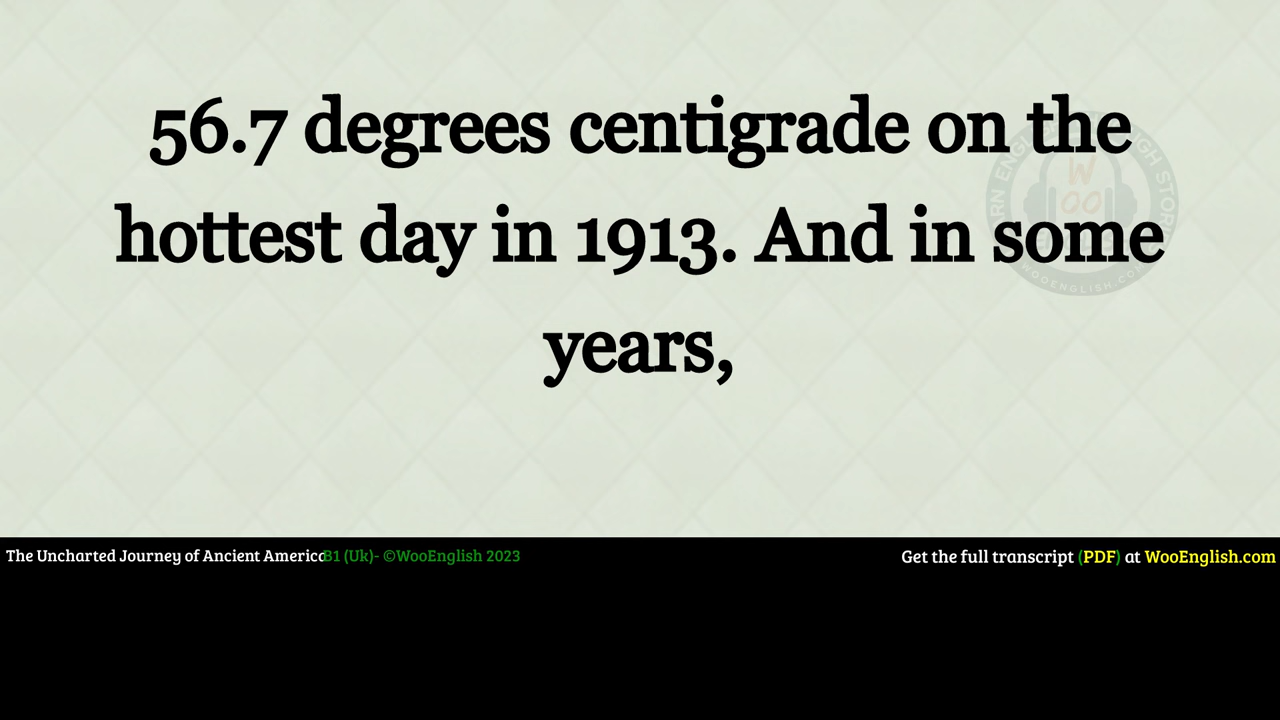 56.7 degrees centigrade on the
hottest day in 1913. And in some
years,
The Uncharted Journey of Ancient America B1 (Uk)- ©WooEnglish 2023
Get the full transcript (PDF) at WooEnglish.com